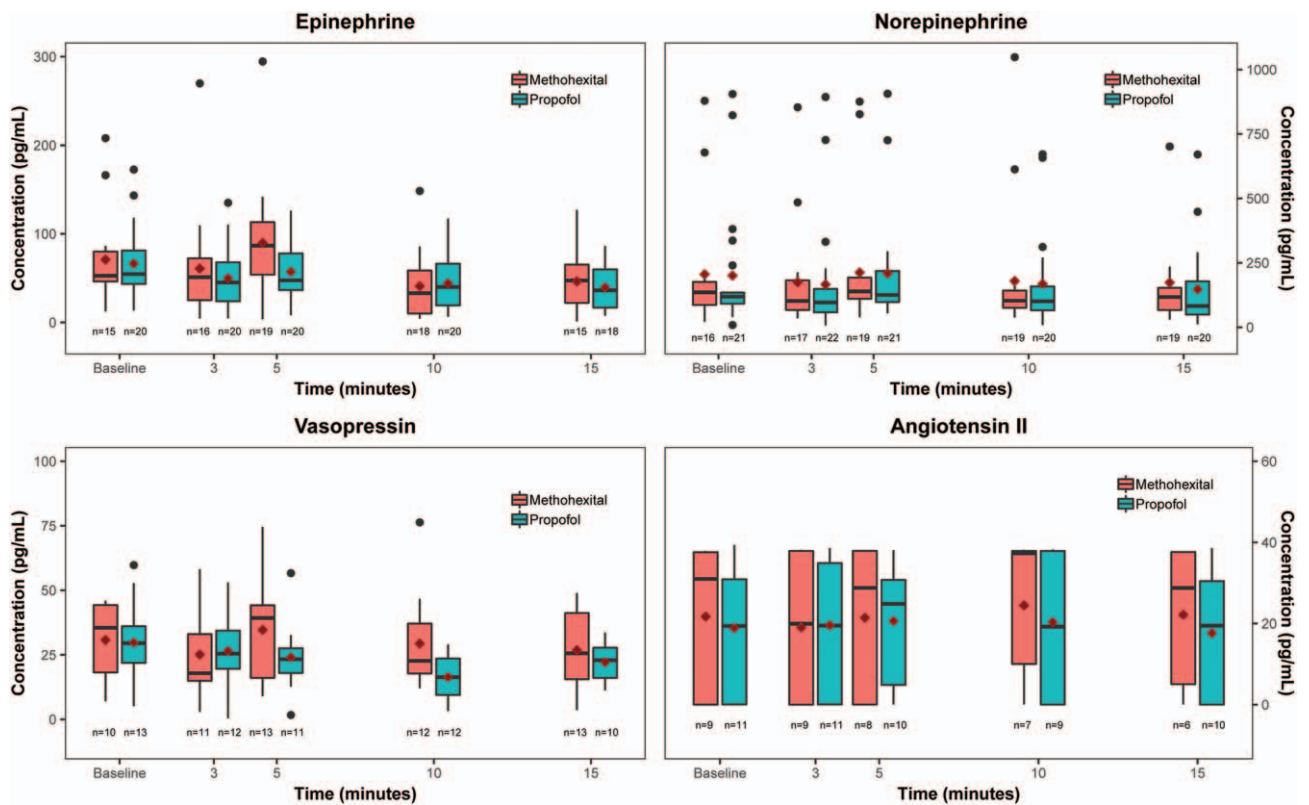 Epinephrine
Concentration (pg/mL)
300
200
100
0
Methohexital
Propofol
n=15 n=20 n=16 n=20 n=19 n=20 n=18 n=20 n=15 n=18
Baseline 3 5 10 15
Time (minutes)
Norepinephrine
Methohexital
Propofol
1000
750
500
250
0
Concentration (pg/mL)
n=16 n=21 n=17 n=22 n=19 n=21 n=19 n=20 n=19 n=20
Baseline 3 5 10 15
Time (minutes)
Vasopressin
Concentration (pg/mL)
100
75
50
25
0
Methohexital
Propofol
n=10 n=13 n=11 n=12 n=13 n=11 n=12 n=12 n=13 n=10
Baseline 3 5 10 15
Time (minutes)
Angiotensin II
Methohexital
Propofol
60
40
20
0
Concentration (pg/mL)
n=9 n=11 n=9 n=11 n=8 n=10 n=7 n=9 n=6 n=10
Baseline 3 5 10 15
Time (minutes)